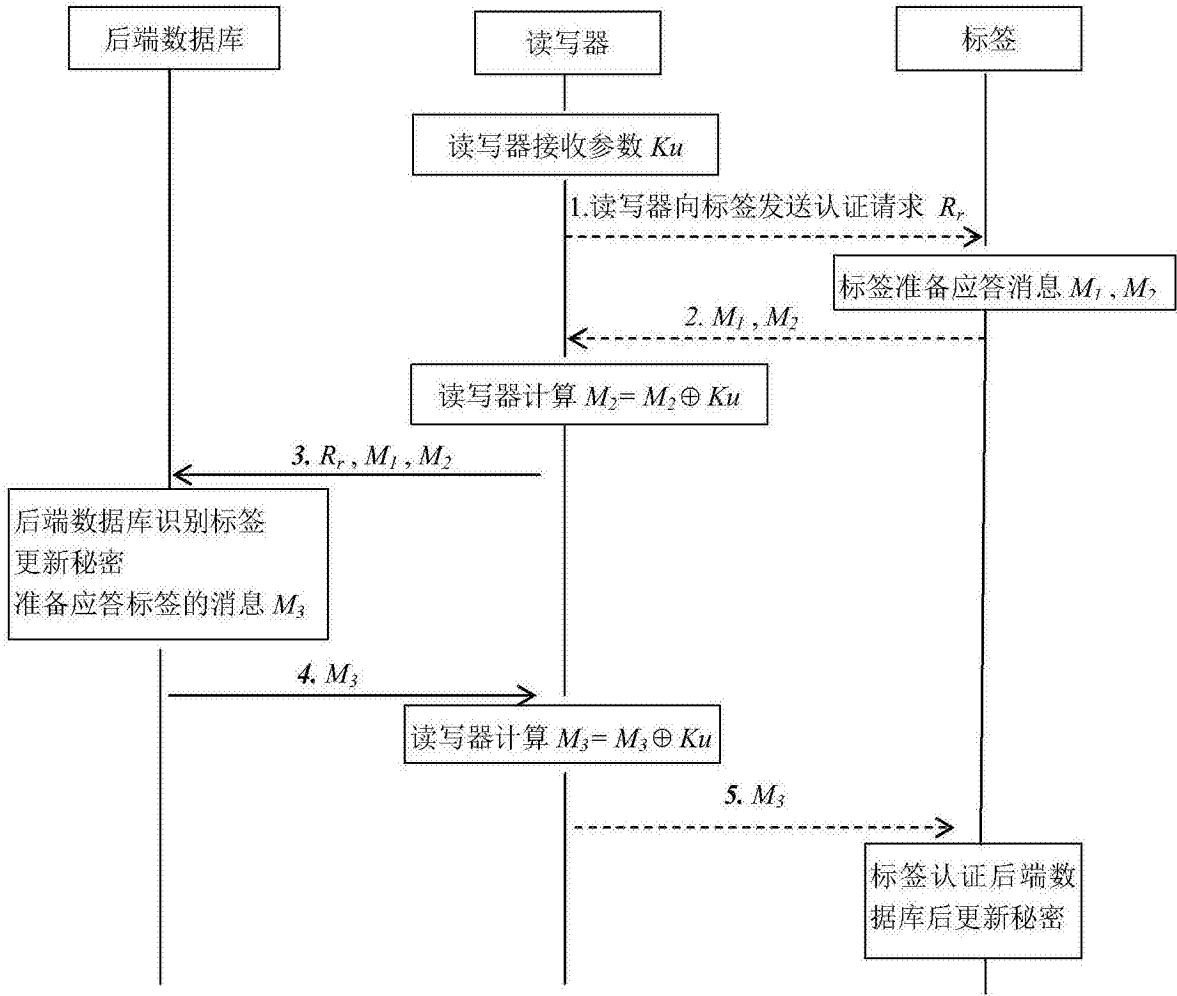 后端数据库
读写器
标签
读写器接收参数 Ku
1.读写器向标签发送认证请求 Rr
标签准备应答消息 M1 , M2
2. M1 , M2
读写器计算 M2= M2⊕Ku
3. Rr , M1 , M2
后端数据库识别标签
更新秘密
准备应答标签的消息 M3
4. M3
读写器计算 M3= M3⊕Ku
5. M3
标签认证后端数
据库后更新秘密